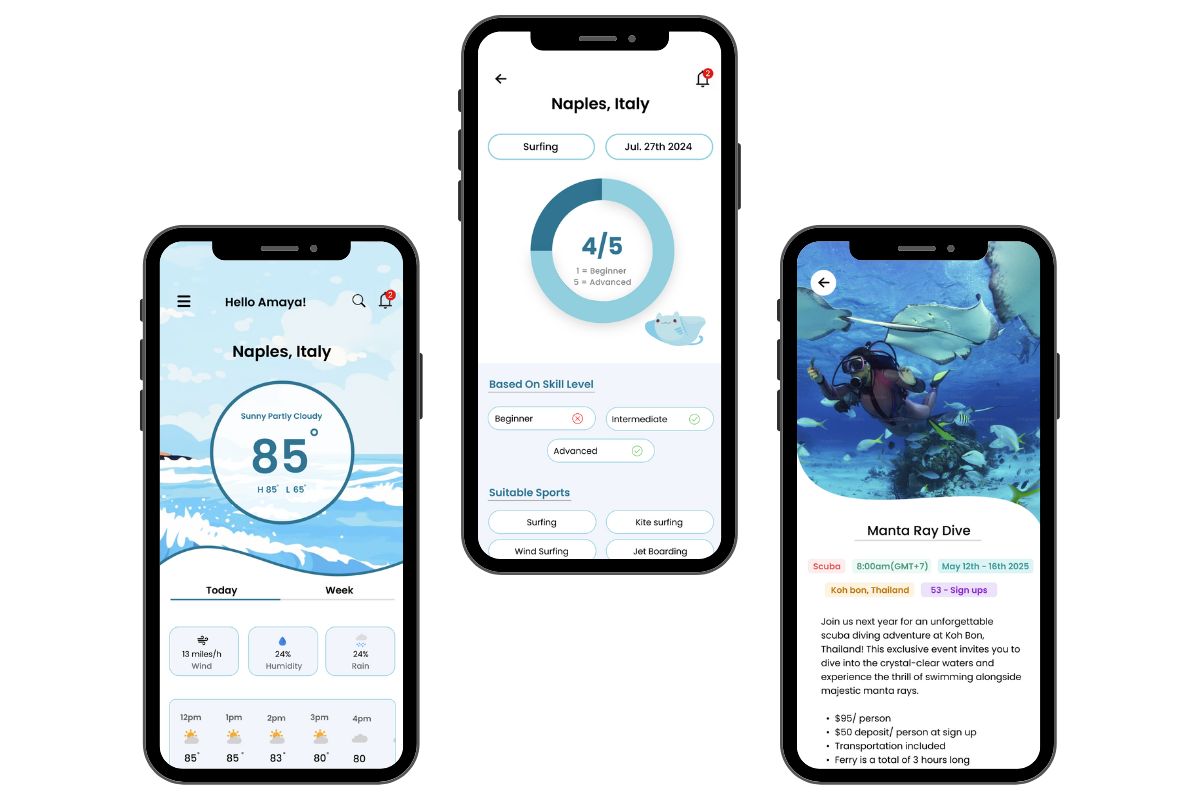 Hello Amaya!
2
Naples, Italy
Sunny Partly Cloudy
85°
H 85° L 65°
Today Week
13 miles/h
Wind
24%
Humidity
24%
Rain
12pm 1pm 2pm 3pm 4pm
85° 85° 83° 80° 80
2
Naples, Italy
Surfing Jul. 27th 2024
4/5
1 = Beginner
5 = Advanced
Based On Skill Level
Beginner Intermediate
Advanced
Suitable Sports
Surfing Kite surfing
Wind Surfing Jet Boarding
Manta Ray Dive
Scuba 8:00am(GMT+7) May 12th - 16th 2025
Koh bon, Thailand 53 - Sign ups
Join us next year for an unforgettable
scuba diving adventure at Koh Bon,
Thailand! This exclusive event invites you to
dive into the crystal-clear waters and
experience the thrill of swimming alongside
majestic manta rays.
• $95/ person
• $50 deposit/ person at sign up
• Transportation included
• Ferry is a total of 3 hours long